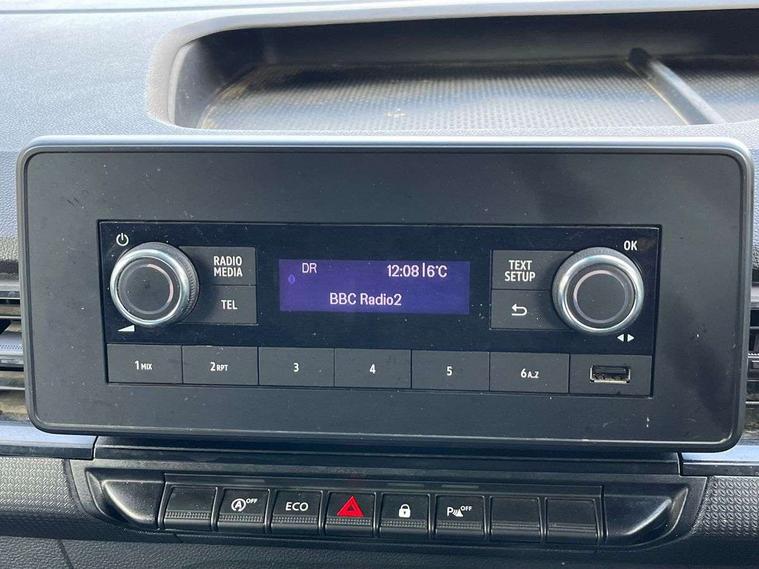 OK
RADIO
MEDIA
TEL
DR 12:08 6°C
BBC Radio2
TEXT
SETUP
1 MIX 2 RPT 3 4 5 6 A..Z
A OFF ECO P OFF